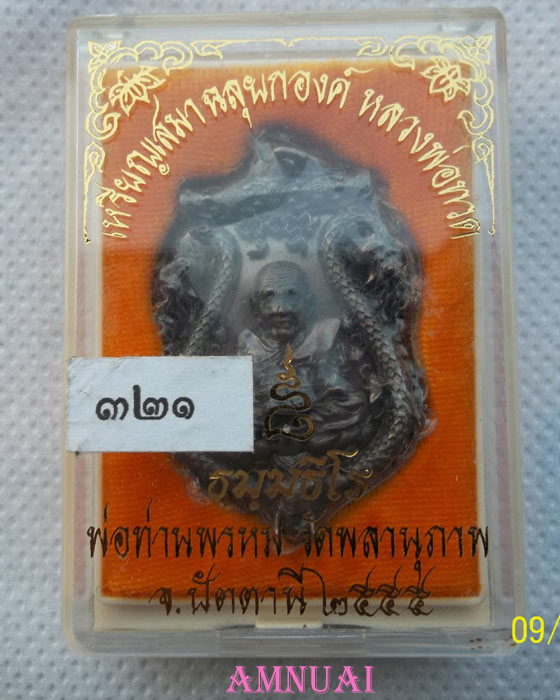 เหรียญเสมา ฉลุยกองค์ หลวงพ่อทวด
๓๒๑
ธมฺมธีโร
พ่อท่านพรหม วัดพลานุภาพ
จ.ปัตตานี ๒๕๕๕
09/
AMNUAI